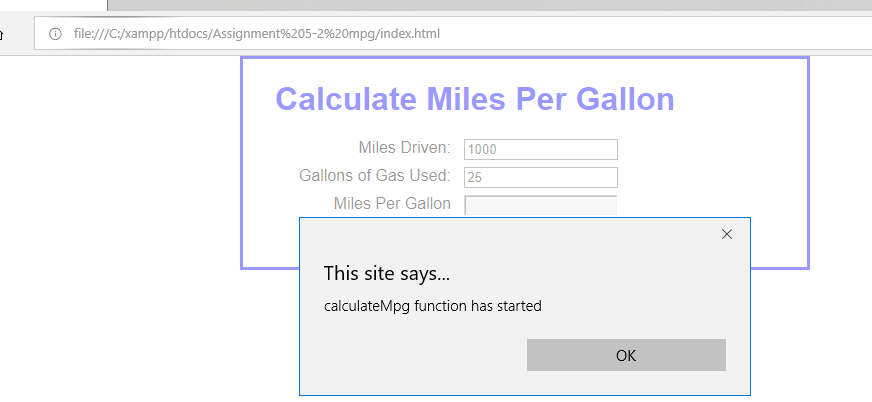 file:///C:/xampp/htdocs/Assignment%205-2%20mpg/index.html
Calculate Miles Per Gallon
Miles Driven: 1000
Gallons of Gas Used: 25
Miles Per Gallon
This site says...
calculateMpg function has started
OK